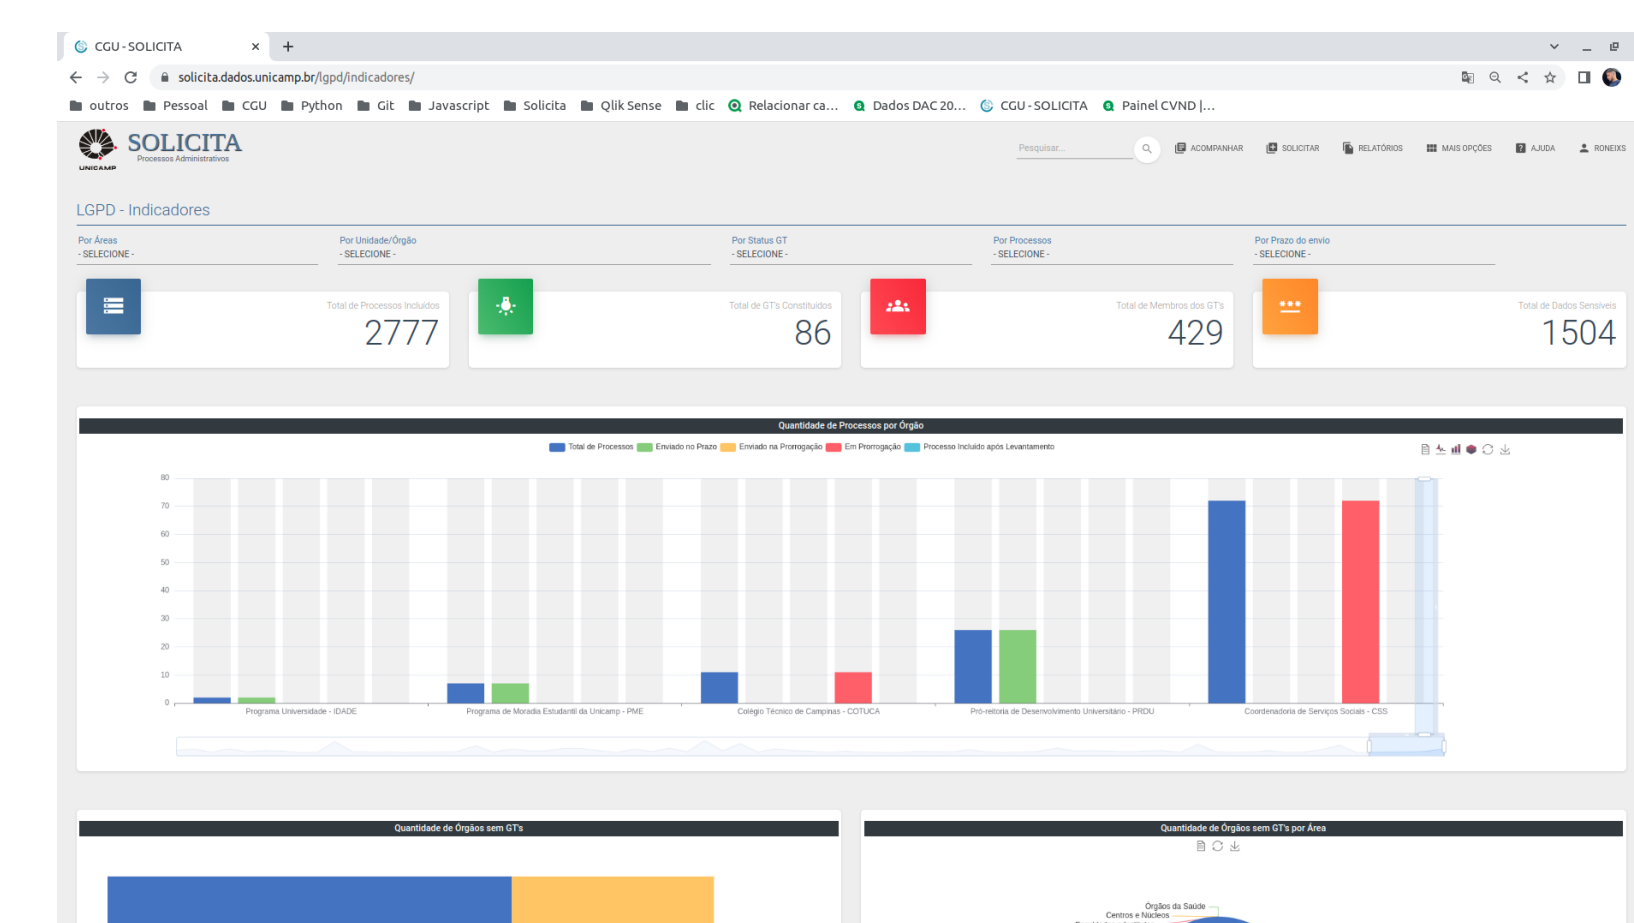 CGU - SOLICITA
solicita.dados.unicamp.br/lgpd/indicadores/
outros Pessoal CGU Python Git Javascript Solicita Qlik Sense clic Relacionar ca... Dados DAC 20... CGU - SOLICITA Painel CVND |...
UNICAMP
SOLICITA
Processos Administrativos
Pesquisar... ACOMPANHAR SOLICITAR RELATÓRIOS MAIS OPÇÕES AJUDA RONEIXS
LGPD - Indicadores
Por Áreas Por Unidade/Órgão Por Status GT Por Processos Por Prazo do envio
- SELECIONE - - SELECIONE - - SELECIONE - - SELECIONE - - SELECIONE -
Total de Processos Incluídos Total de GT's Constituídos Total de Membros dos GT's Total de Dados Sensíveis
2777 86 429 1504
Quantidade de Processos por Órgão
Total de Processos Enviado no Prazo Enviado na Prorrogação Em Prorrogação Processo Incluido após Levantamento
80
70
60
50
40
30
20
10
0
Programa Universidade - IDADE Programa de Moradia Estudantil da Unicamp - PME Colégio Técnico de Campinas - COTUCA Pró-reitoria de Desenvolvimento Universitário - PRDU Coordenadoria de Serviços Sociais - CSS
Quantidade de Órgãos sem GT's Quantidade de Órgãos sem GT's por Área
Órgãos da Saúde
Centros e Núcleos